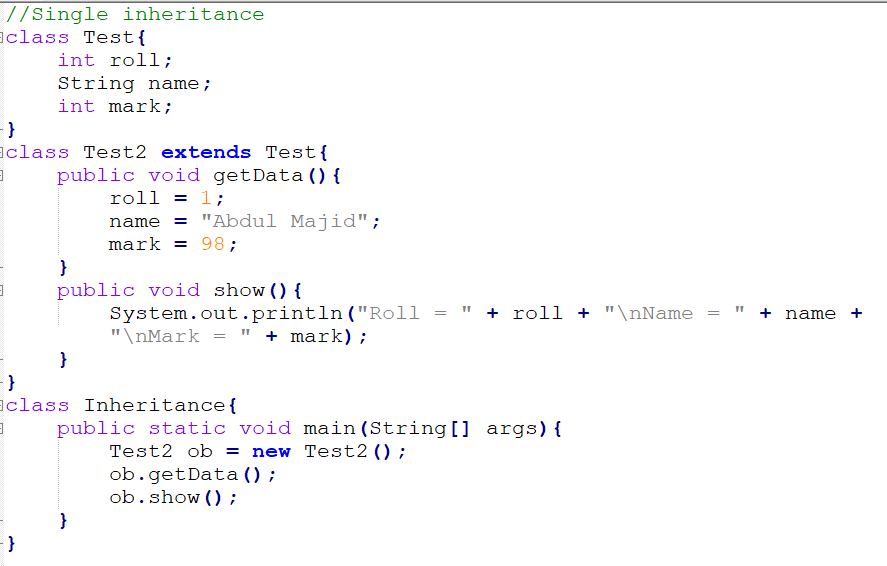 //Single inheritance
class Test{
    int roll;
    String name;
    int mark;
}
class Test2 extends Test{
    public void getData(){
        roll = 1;
        name = "Abdul Majid";
        mark = 98;
    }
    public void show(){
        System.out.println("Roll = " + roll + "\nName = " + name +
        "\nMark = " + mark);
    }
}
class Inheritance{
    public static void main(String[] args){
        Test2 ob = new Test2();
        ob.getData();
        ob.show();
    }
}